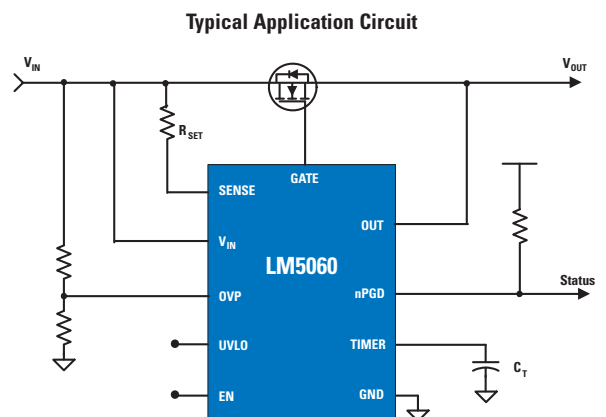 Typical Application Circuit
VIN
VOUT
RSET
GATE
SENSE
OUT
VIN
LM5060
OVP
nPGD
Status
UVLO
TIMER
CT
EN
GND